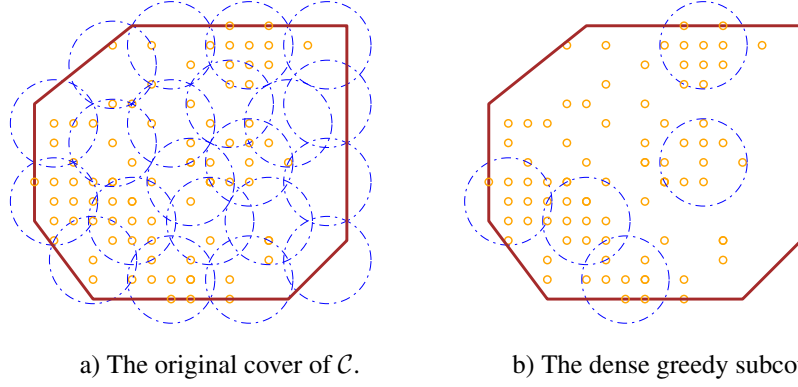 a) The original cover of 𝒞.
b) The dense greedy subco